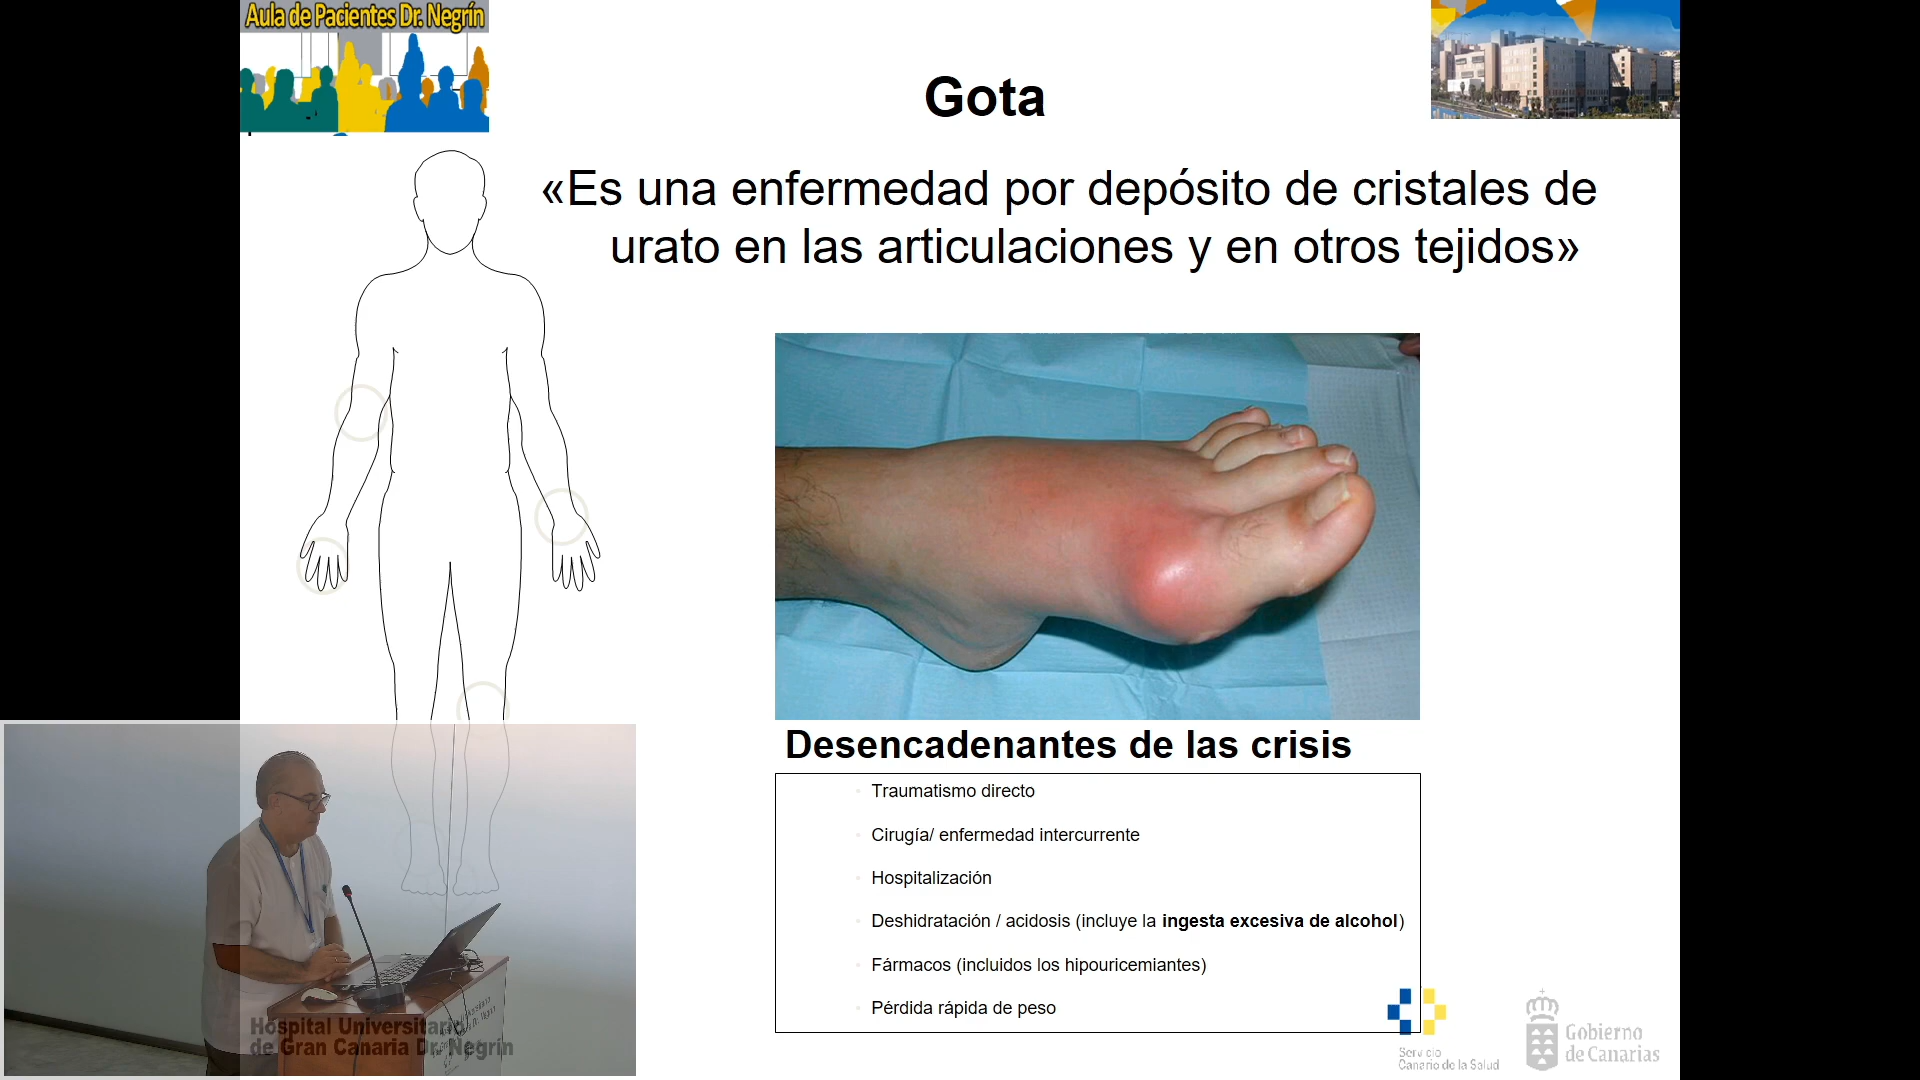 Aula de Pacientes Dr. Negrín
Gota
«Es una enfermedad por depósito de cristales de
urato en las articulaciones y en otros tejidos»
Desencadenantes de las crisis
Traumatismo directo
Cirugía/ enfermedad intercurrente
Hospitalización
Deshidratación / acidosis (incluye la ingesta excesiva de alcohol)
Fármacos (incluidos los hipouricemiantes)
Pérdida rápida de peso
Hospital Universitario
de Gran Canaria Dr. Negrín
Servicio
Canario de la Salud
Gobierno
de Canarias